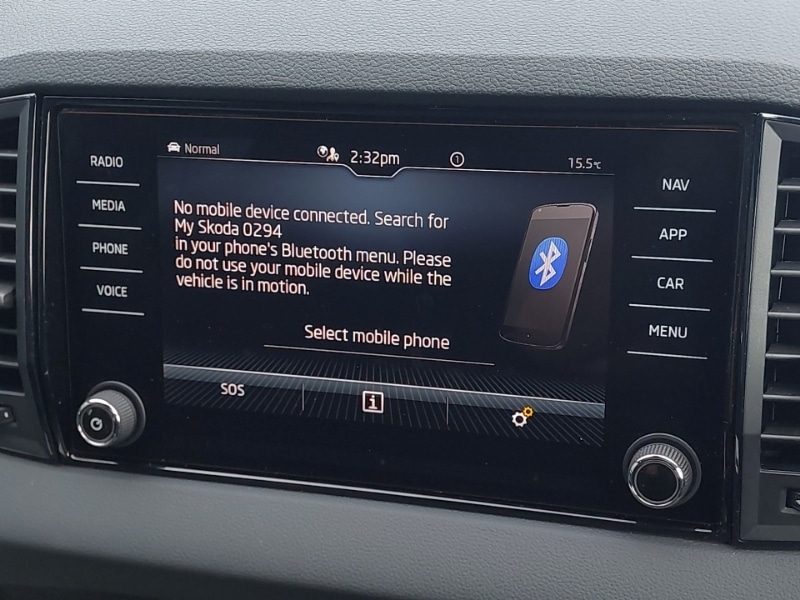 Normal
2:32pm
1
15.5°C
RADIO
MEDIA
PHONE
VOICE
No mobile device connected. Search for
My Skoda 0294
in your phone's Bluetooth menu. Please
do not use your mobile device while the
vehicle is in motion.
Select mobile phone
SOS
i
NAV
APP
CAR
MENU